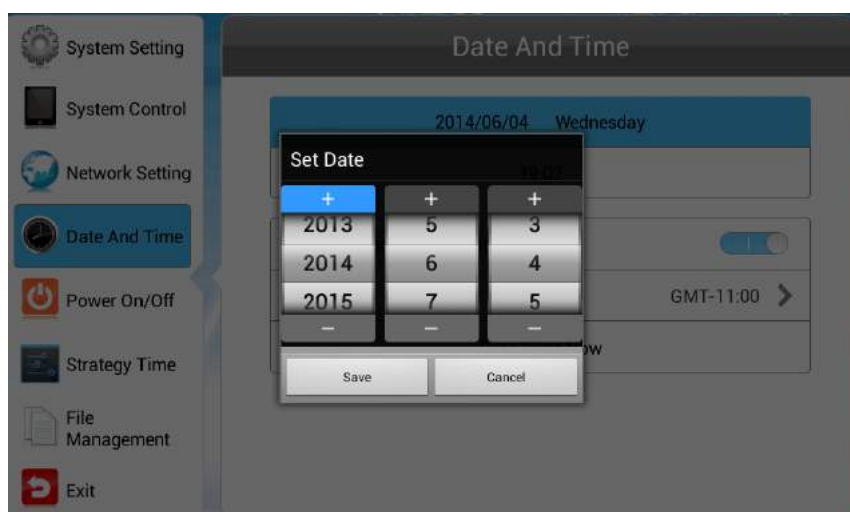 System Setting
Date And Time
System Control
2014/06/04 Wednesday
Network Setting
Set Date
+ + +
2013 5 3
Date And Time
2014 6 4
Power On/Off
2015 7 5
GMT-11:00
− − −
Strategy Time
Save Cancel
File
Management
Exit